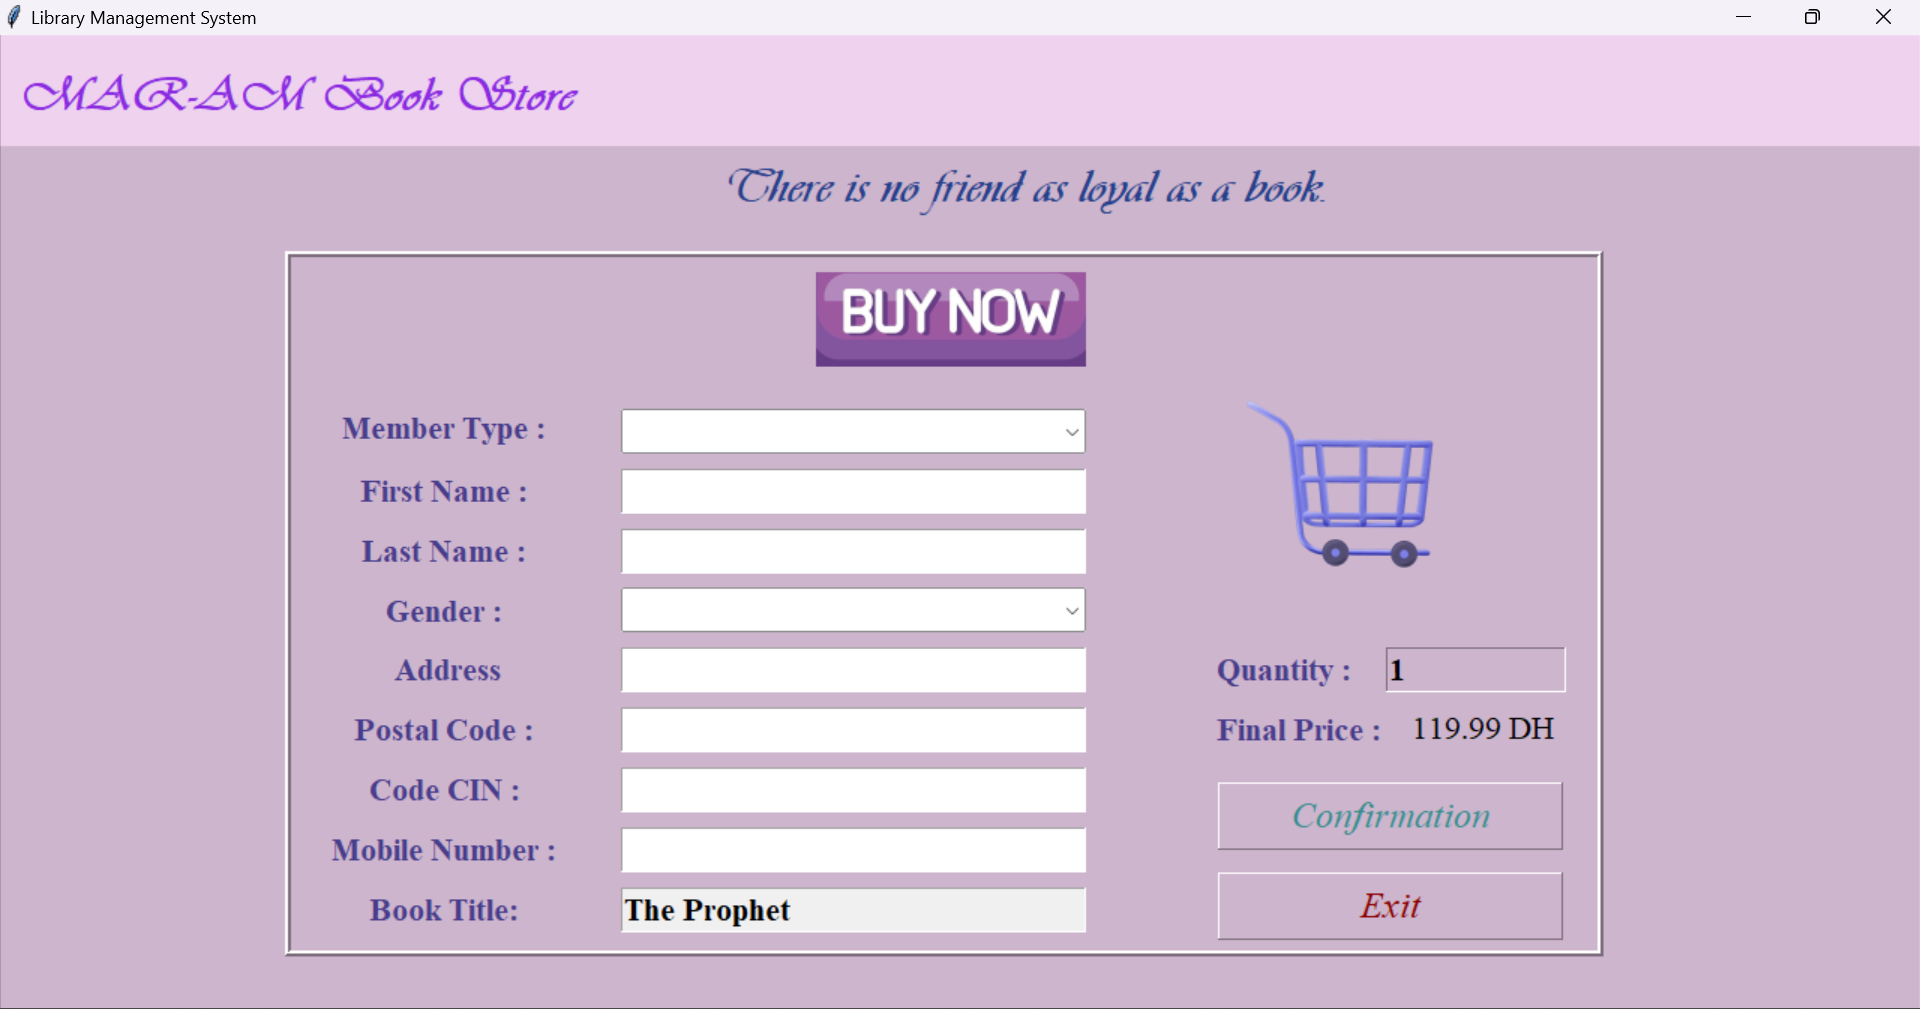 Library Management System
MAR-AM Book Store
There is no friend as loyal as a book.
BUY NOW
Member Type :
First Name :
Last Name :
Gender :
Address
Postal Code :
Code CIN :
Mobile Number :
Book Title: The Prophet
Quantity : 1
Final Price : 119.99 DH
Confirmation
Exit